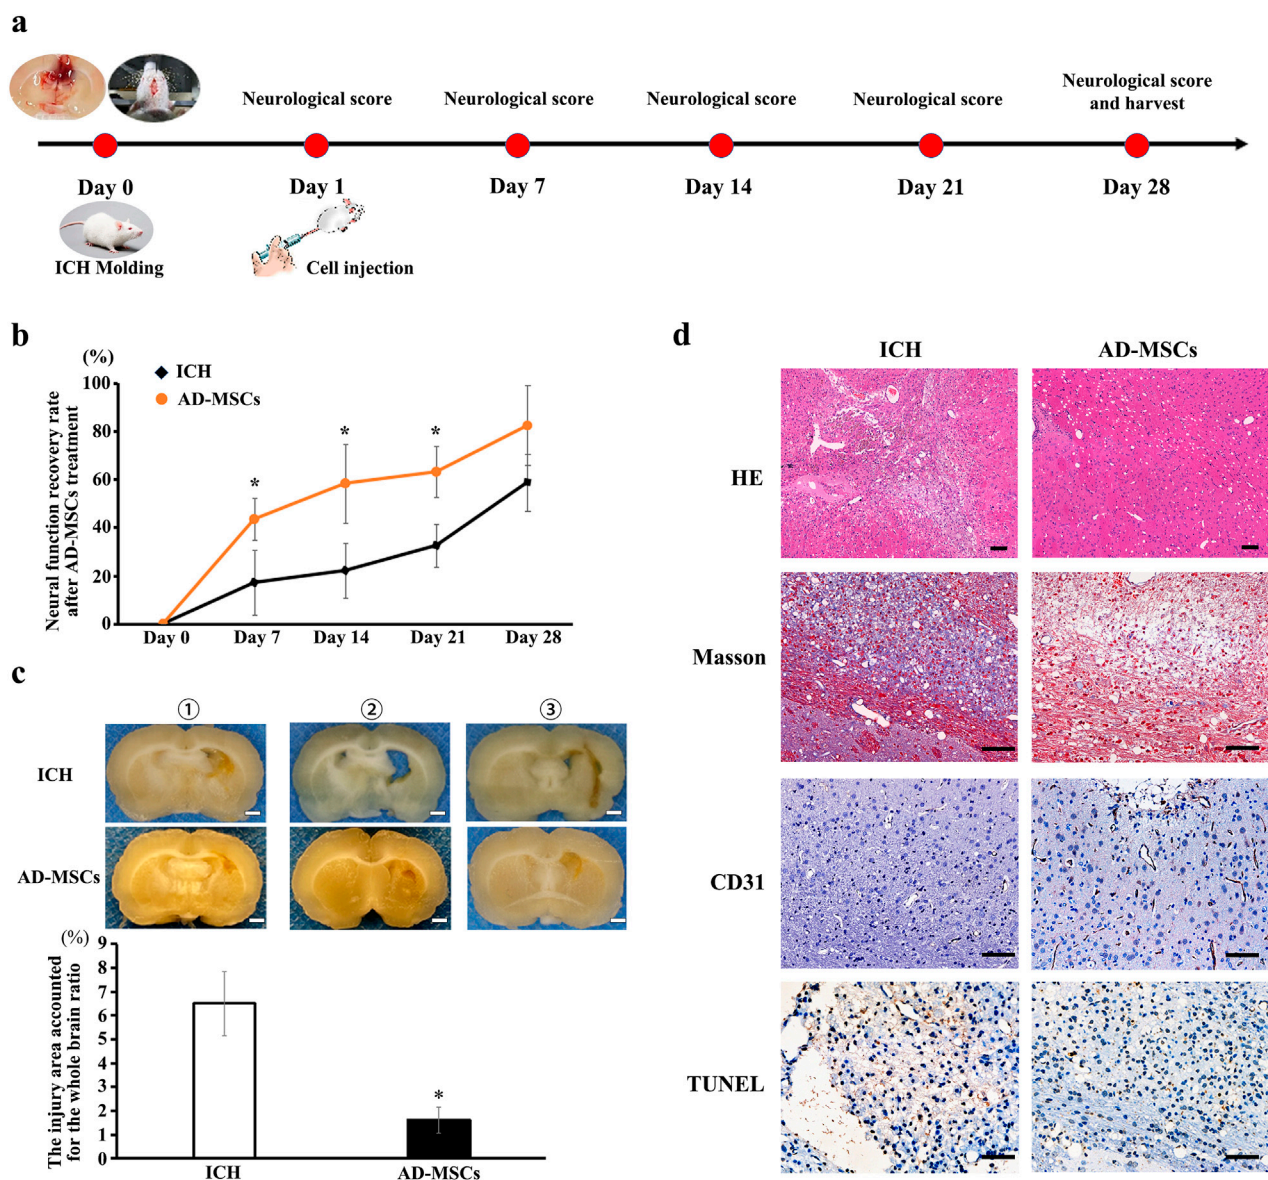 a
Neurological score
Neurological score
Neurological score
Neurological score
Neurological score
and harvest
Day 0
Day 1
Day 7
Day 14
Day 21
Day 28
ICH Molding
Cell injection
b
(%)
ICH
AD-MSCs
Neural function recovery rate
after AD-MSCs treatment
100
80
60
40
20
0
*
*
*
Day 0
Day 7
Day 14
Day 21
Day 28
c
①
②
③
ICH
AD-MSCs
(%)
The injury area accounted
for the whole brain ratio
9
8
7
6
5
4
3
2
1
0
*
ICH
AD-MSCs
d
ICH
AD-MSCs
HE
Masson
CD31
TUNEL